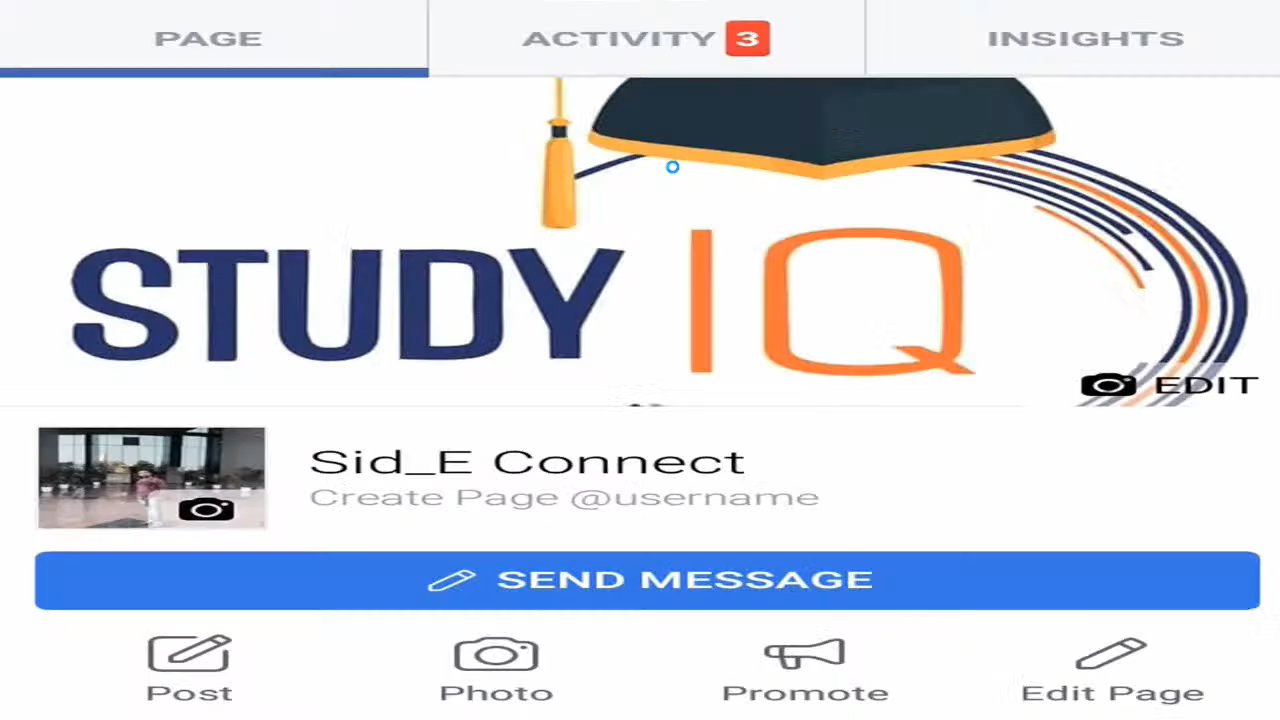 PAGE ACTIVITY 3 INSIGHTS
STUDY IQ
EDIT
Sid_E Connect
Create Page @username
SEND MESSAGE
Post Photo Promote Edit Page